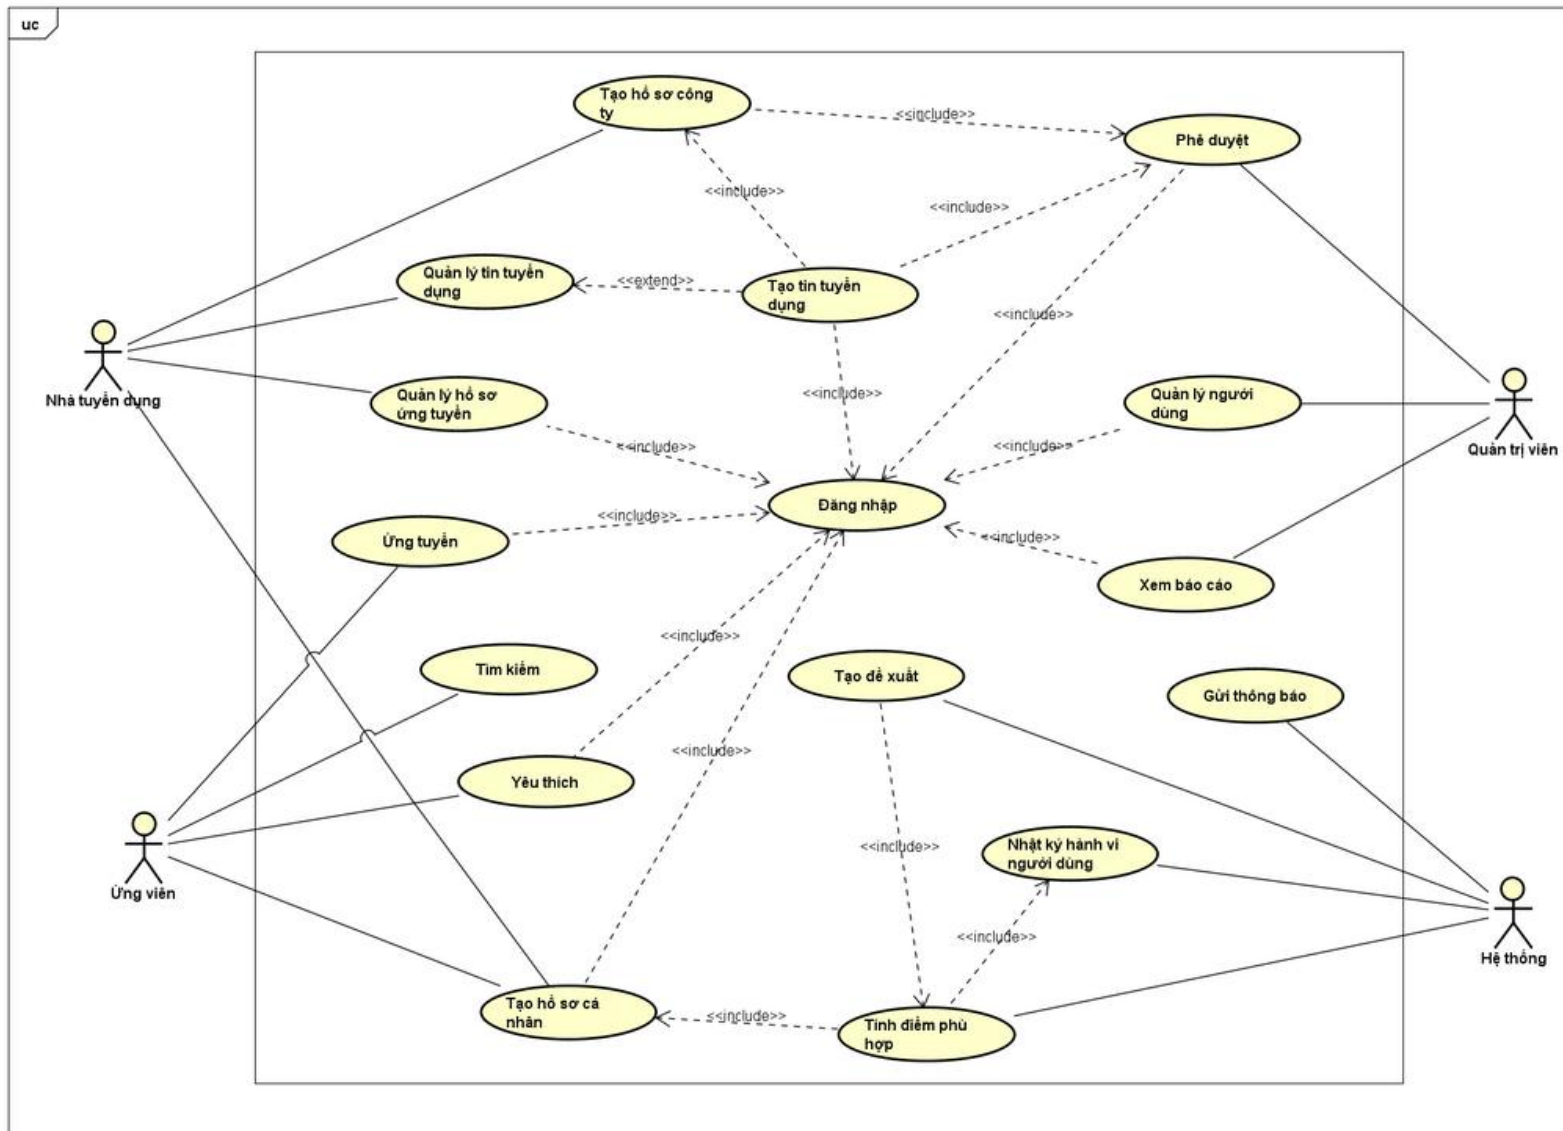 uc
Tạo hồ sơ công
ty
<<include>>
Phê duyệt
<<include>>
<<include>>
Quản lý tin tuyển
dụng
<<extend>>
Tạo tin tuyển
dụng
<<include>>
Nhà tuyển dụng
Quản lý hồ sơ
ứng tuyển
<<include>>
Quản lý người
dùng
Quản trị viên
<<include>>
<<include>>
Đăng nhập
Ứng tuyển
<<include>>
<<include>>
Xem báo cáo
<<include>>
Tìm kiếm
Tạo đề xuất
Gửi thông báo
<<include>>
Yêu thích
Ứng viên
<<include>>
Nhật ký hành vi
người dùng
<<include>>
Hệ thống
Tạo hồ sơ cá
nhân
<<include>>
Tính điểm phù
hợp